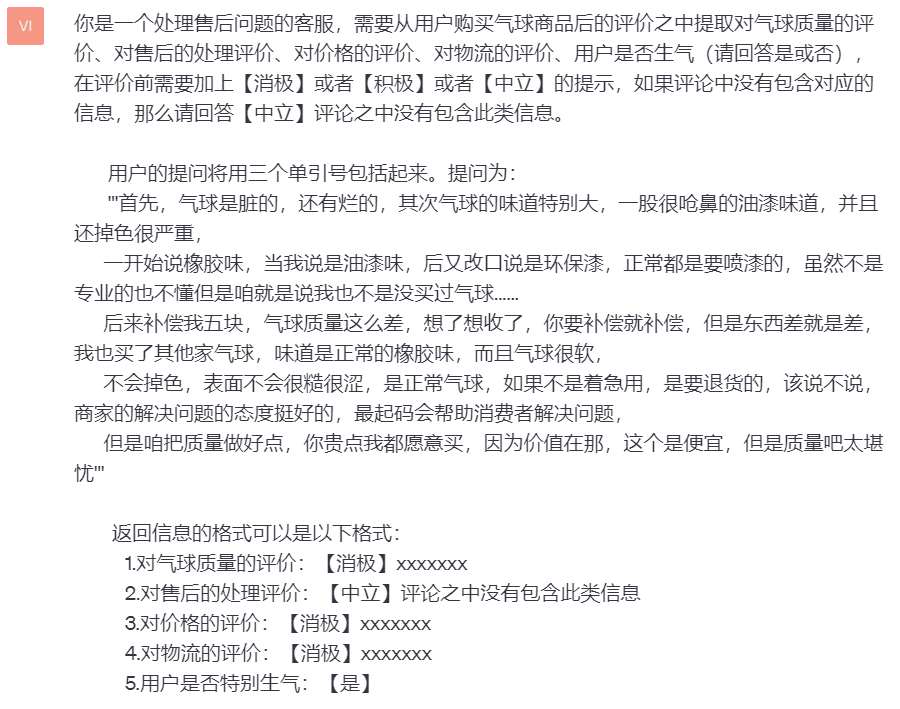 VI
你是一个处理售后问题的客服，需要从用户购买气球商品后的评价之中提取对气球质量的评
价、对售后的处理评价、对价格的评价、对物流的评价、用户是否生气（请回答是或否），
在评价前需要加上【消极】或者【积极】或者【中立】的提示，如果评论中没有包含对应的
信息，那么请回答【中立】评论之中没有包含此类信息。
用户的提问将用三个单引号包括起来。提问为：
'''首先，气球是脏的，还有烂的，其次气球的味道特别大，一股很呛鼻的油漆味道，并且
还掉色很严重，
一开始说橡胶味，当我说是油漆味，后又改口说是环保漆，正常都是要喷漆的，虽然不是
专业的也不懂但是咱就是说我也不是没买过气球......
后来补偿我五块，气球质量这么差，想了想收了，你要补偿就补偿，但是东西差就是差，
我也买了其他家气球，味道是正常的橡胶味，而且气球很软，
不会掉色，表面不会很糙很涩，是正常气球，如果不是着急用，是要退货的，该说不说，
商家的解决问题的态度挺好的，最起码会帮助消费者解决问题，
但是咱把质量做好点，你贵点我都愿意买，因为价值在那，这个是便宜，但是质量吧太堪
忧'''
返回信息的格式可以是以下格式：
1.对气球质量的评价：【消极】xxxxxxx
2.对售后的处理评价：【中立】评论之中没有包含此类信息
3.对价格的评价：【消极】xxxxxxx
4.对物流的评价：【消极】xxxxxxx
5.用户是否特别生气：【是】